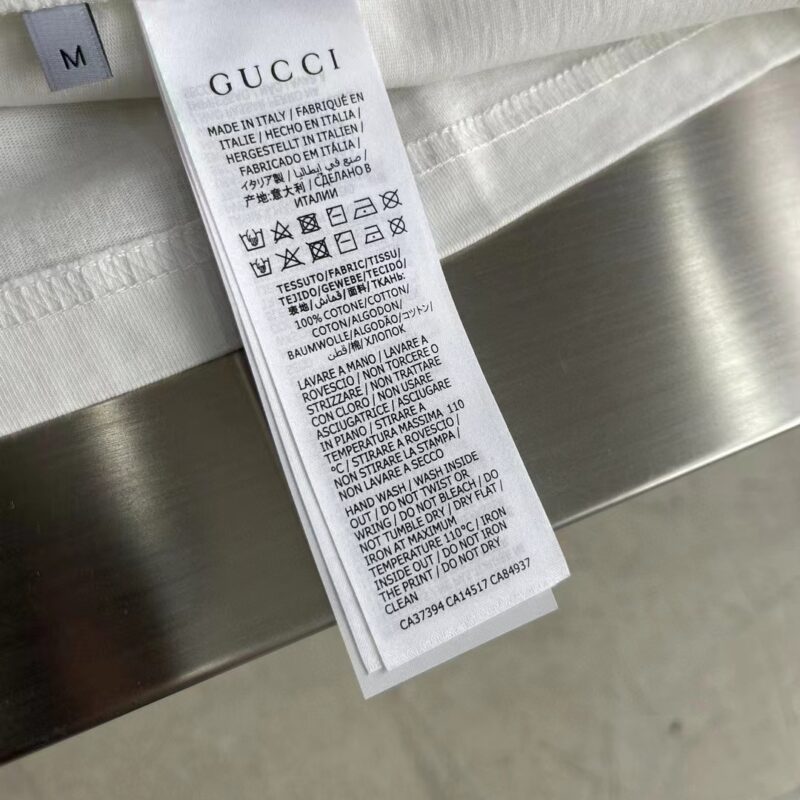 M
GUCCI
MADE IN ITALY / FABRIQUÉ EN
ITALIE / HECHO EN ITALIA /
HERGESTELLT IN ITALIEN /
FABRICADO EM ITÁLIA /
イタリア製 / صنع في إيطاليا /
产地:意大利 / СДЕЛАНО В
ИТАЛИИ
TESSUTO/FABRIC/TISSU/
TEJIDO/GEWEBE/TECIDO/
表地/قماش/面料/ТКАНЬ:
100% COTONE/COTTON/
COTON/ALGODON/
BAUMWOLLE/ALGODÃO/コットン/
قطن/棉/ХЛОПОК
LAVARE A MANO / LAVARE A
ROVESCIO / NON TORCERE O
STRIZZARE / NON TRATTARE
CON CLORO / NON USARE
ASCIUGATRICE / ASCIUGARE
IN PIANO / STIRARE A
TEMPERATURA MASSIMA 110
°C / STIRARE A ROVESCIO /
NON STIRARE LA STAMPA /
NON LAVARE A SECCO
HAND WASH / WASH INSIDE
OUT / DO NOT TWIST OR
WRING / DO NOT BLEACH / DO
NOT TUMBLE DRY / DRY FLAT /
IRON AT MAXIMUM
TEMPERATURE 110°C / IRON
INSIDE OUT / DO NOT IRON
THE PRINT / DO NOT DRY
CLEAN
CA37394 CA14517 CA84937